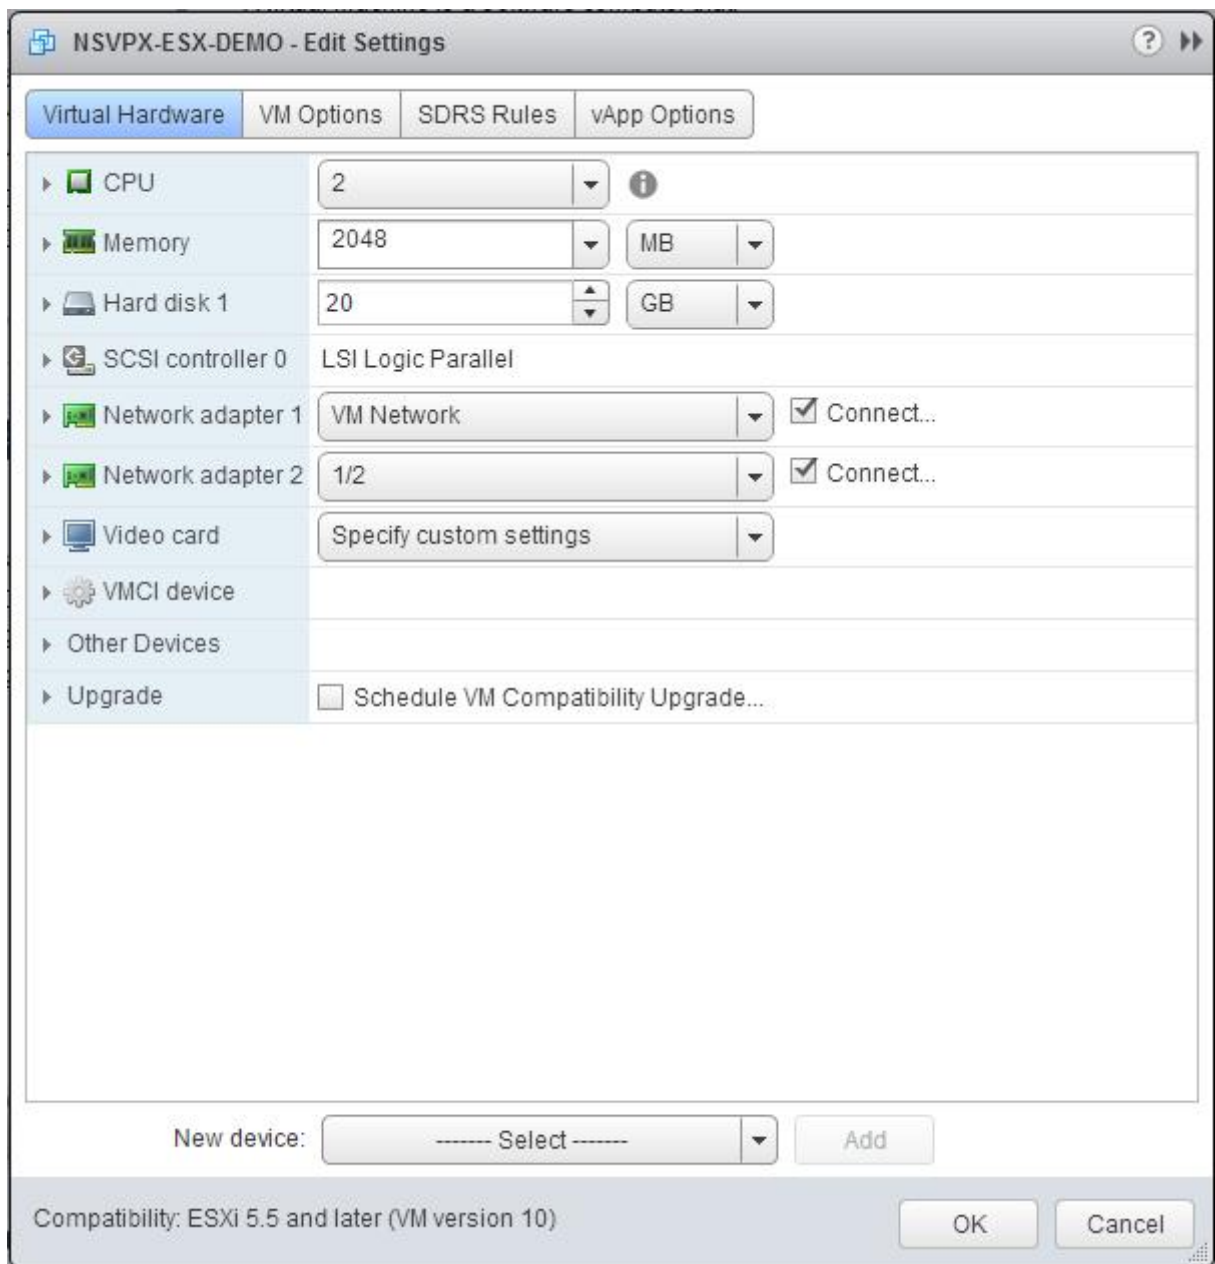 NSVPX-ESX-DEMO - Edit Settings ?
Virtual Hardware VM Options SDRS Rules vApp Options
CPU 2
Memory 2048 MB
Hard disk 1 20 GB
SCSI controller 0 LSI Logic Parallel
Network adapter 1 VM Network Connect...
Network adapter 2 1/2 Connect...
Video card Specify custom settings
VMCI device
Other Devices
Upgrade Schedule VM Compatibility Upgrade...
New device: ------- Select ------- Add
Compatibility: ESXi 5.5 and later (VM version 10) OK Cancel